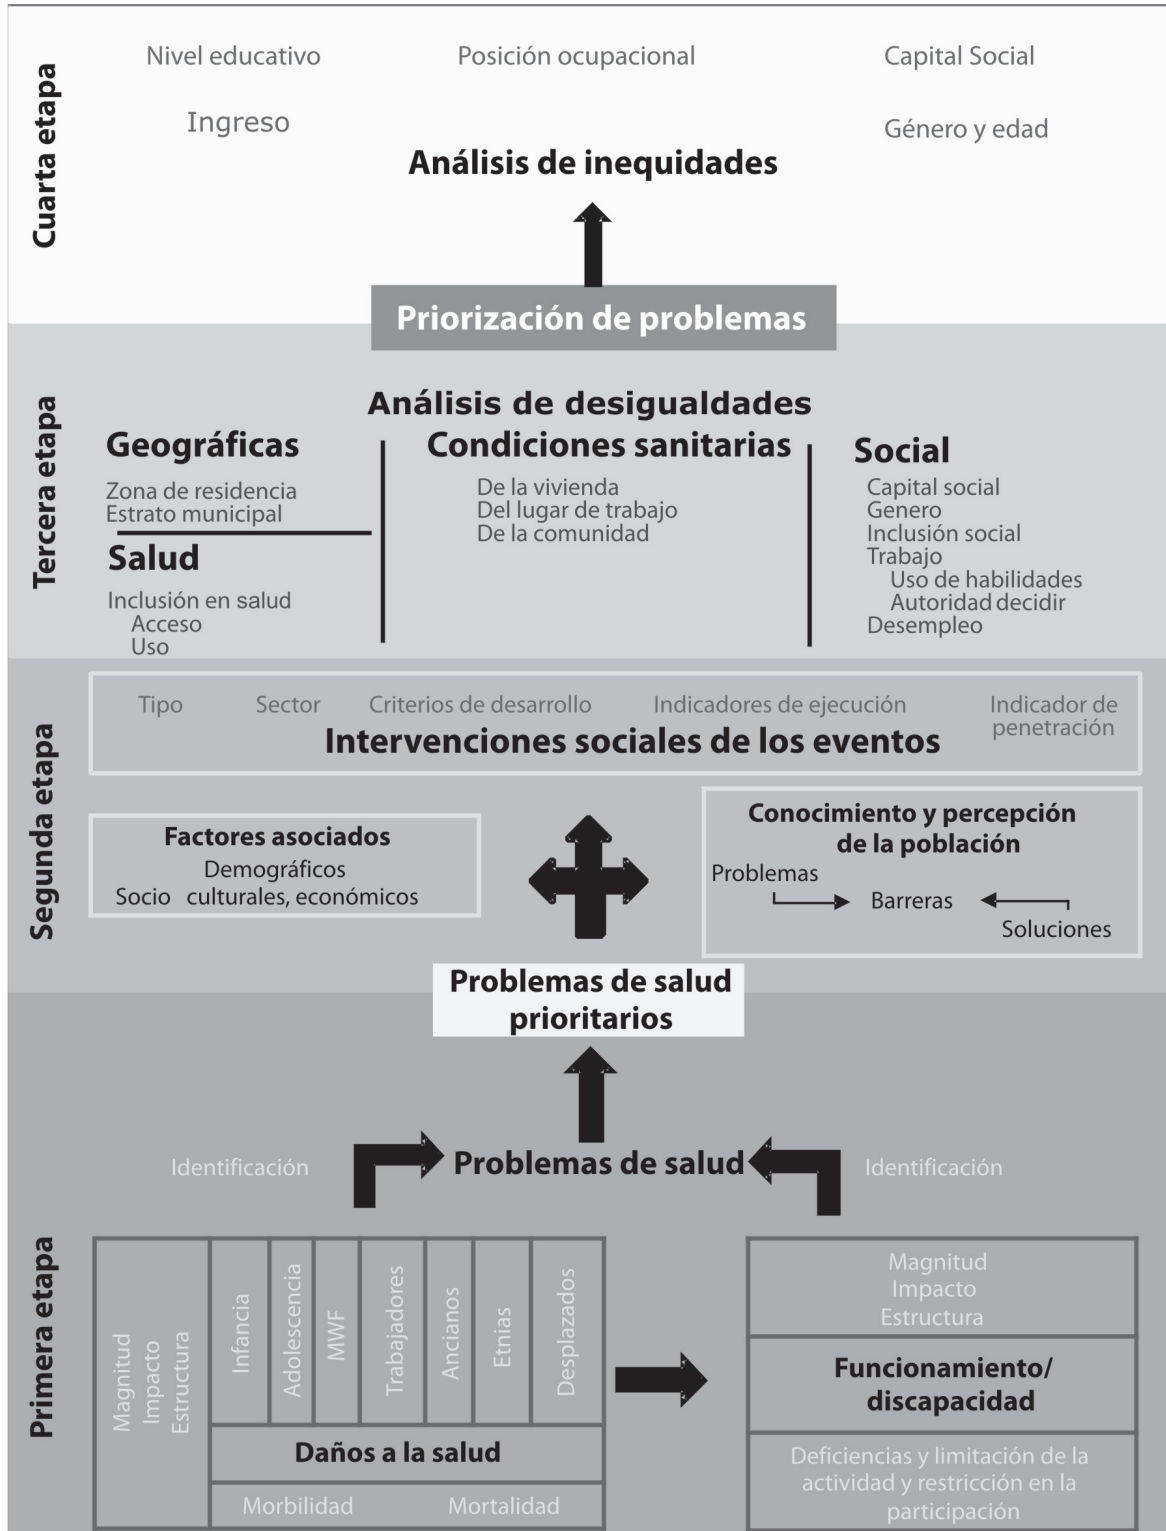 Cuarta etapa
Nivel educativo
Posición ocupacional
Capital Social
Ingreso
Género y edad
Análisis de inequidades
Priorización de problemas
Tercera etapa
Análisis de desigualdades
Geográficas
Zona de residencia
Estrato municipal
Salud
Inclusión en salud
Acceso
Uso
Condiciones sanitarias
De la vivienda
Del lugar de trabajo
De la comunidad
Social
Capital social
Genero
Inclusión social
Trabajo
Uso de habilidades
Autoridad decidir
Desempleo
Segunda etapa
Tipo
Sector
Criterios de desarrollo
Indicadores de ejecución
Indicador de
penetración
Intervenciones sociales de los eventos
Factores asociados
Demográficos
Socio culturales, económicos
Conocimiento y percepción
de la población
Problemas
Barreras
Soluciones
Problemas de salud
prioritarios
Primera etapa
Identificación
Problemas de salud
Identificación
Magnitud
Impacto
Estructura
Infancia
Adolescencia
MWF
Trabajadores
Ancianos
Etnias
Desplazados
Daños a la salud
Morbilidad
Mortalidad
Magnitud
Impacto
Estructura
Funcionamiento/
discapacidad
Deficiencias y limitación de la
actividad y restricción en la
participación